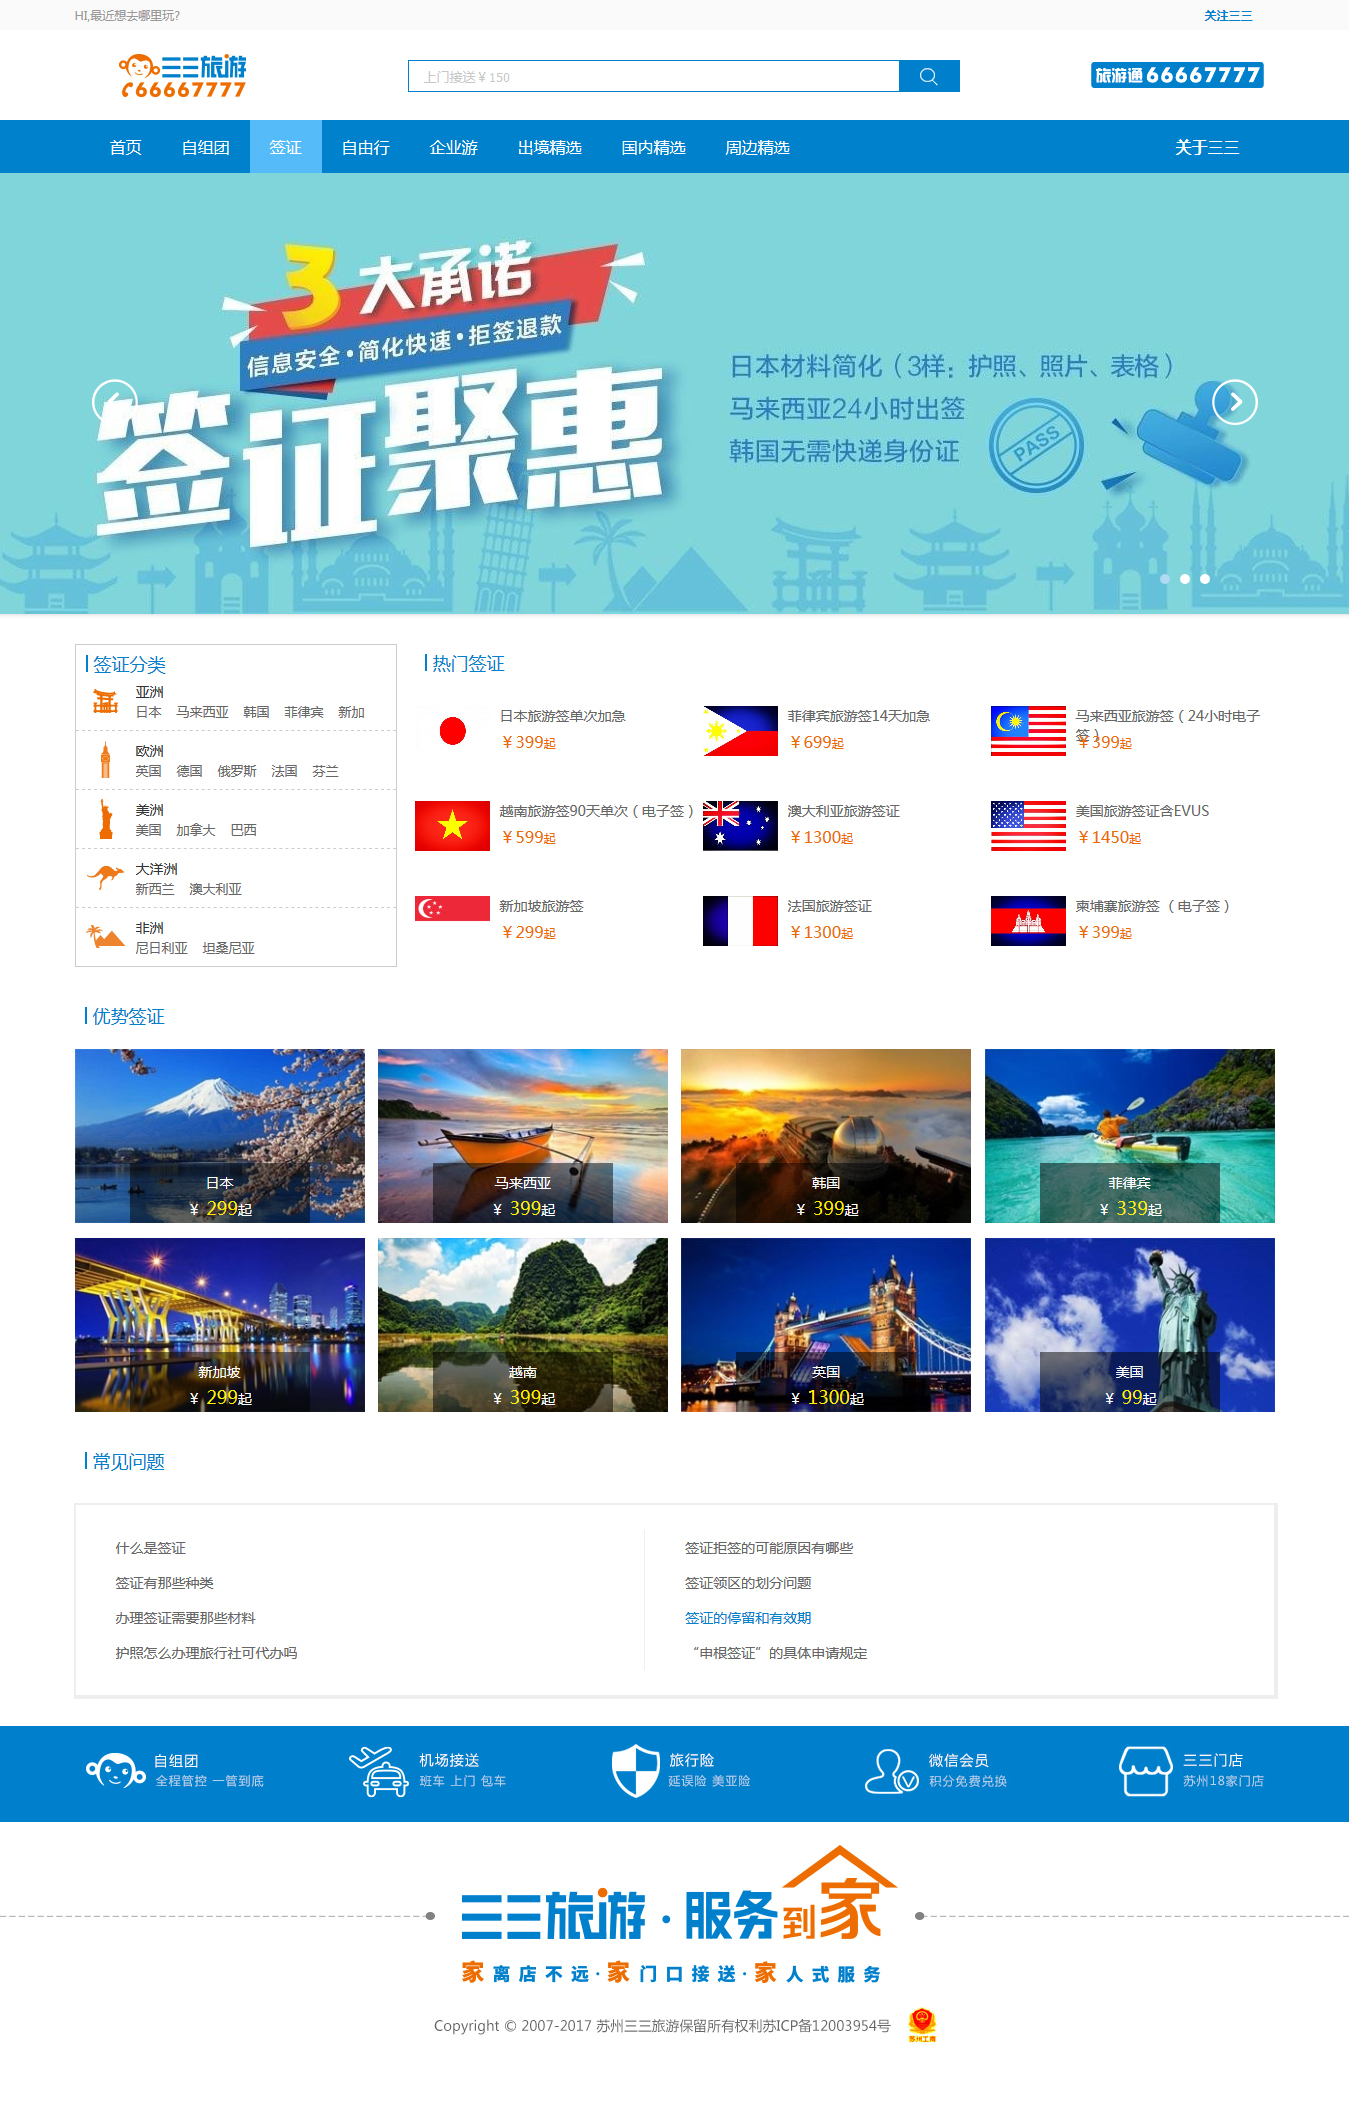 HI,最近想去哪里玩?
关注三三
三三旅游
66667777
上门接送￥150
旅游通66667777
首页 自组团 签证 自由行 企业游 出境精选 国内精选 周边精选 关于三三
3大承诺
信息安全·简化快速·拒签退款
签证聚惠
日本材料简化（3样：护照、照片、表格）
马来西亚24小时出签
韩国无需快递身份证
PASS
签证分类
亚洲
日本 马来西亚 韩国 菲律宾 新加
欧洲
英国 德国 俄罗斯 法国 芬兰
美洲
美国 加拿大 巴西
大洋洲
新西兰 澳大利亚
非洲
尼日利亚 坦桑尼亚
热门签证
日本旅游签单次加急
￥399起
菲律宾旅游签14天加急
￥699起
马来西亚旅游签（24小时电子
签）
￥399起
越南旅游签90天单次（电子签）
￥599起
澳大利亚旅游签证
￥1300起
美国旅游签证含EVUS
￥1450起
新加坡旅游签
￥299起
法国旅游签证
￥1300起
柬埔寨旅游签 （电子签）
￥399起
优势签证
日本
￥ 299起
马来西亚
￥ 399起
韩国
￥ 399起
菲律宾
￥ 339起
新加坡
￥ 299起
越南
￥ 399起
英国
￥ 1300起
美国
￥ 99起
常见问题
什么是签证
签证有那些种类
办理签证需要那些材料
护照怎么办理旅行社可代办吗
签证拒签的可能原因有哪些
签证领区的划分问题
签证的停留和有效期
“申根签证”的具体申请规定
自组团
全程管控 一管到底
机场接送
班车 上门 包车
旅行险
延误险 美亚险
微信会员
积分免费兑换
三三门店
苏州18家门店
三三旅游·服务到家
家离店不远·家门口接送·家人式服务
Copyright © 2007-2017 苏州三三旅游保留所有权利苏ICP备12003954号
苏州工商